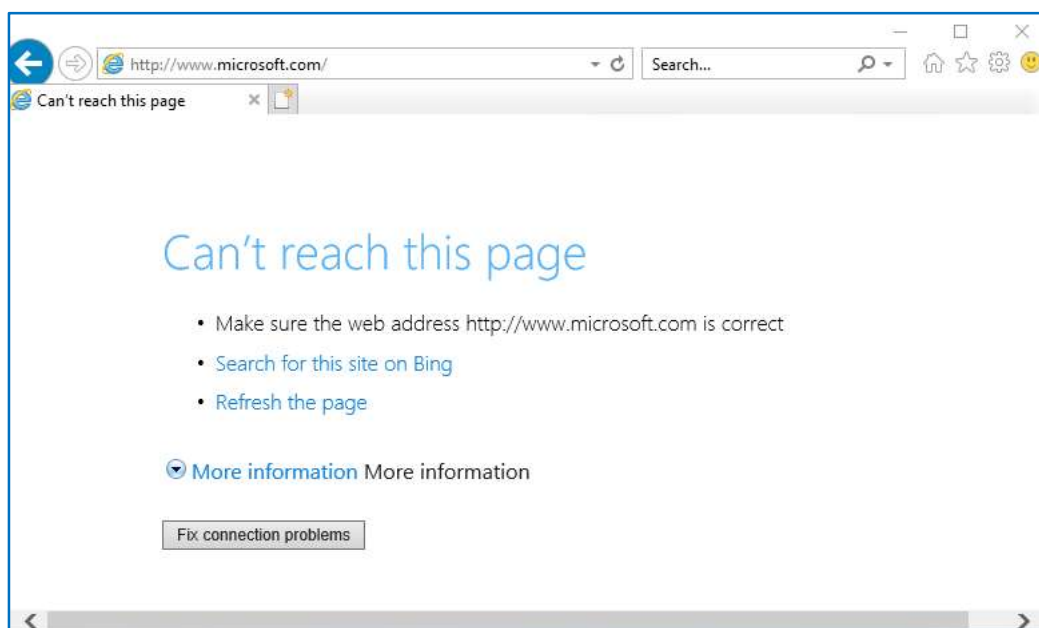 http://www.microsoft.com/
Search...
Can't reach this page
Can't reach this page
• Make sure the web address http://www.microsoft.com is correct
• Search for this site on Bing
• Refresh the page
More information More information
Fix connection problems